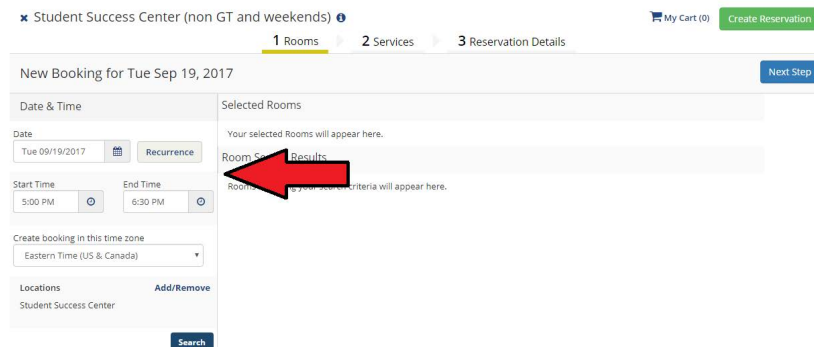 × Student Success Center (non GT and weekends)
My Cart (0)
Create Reservation
1 Rooms
2 Services
3 Reservation Details
New Booking for Tue Sep 19, 2017
Next Step
Date & Time
Selected Rooms
Date
Your selected Rooms will appear here.
Tue 09/19/2017
Recurrence
Room Results
Start Time
End Time
Rooms your search criteria will appear here.
5:00 PM
6:30 PM
Create booking in this time zone
Eastern Time (US & Canada)
Locations
Add/Remove
Student Success Center
Search